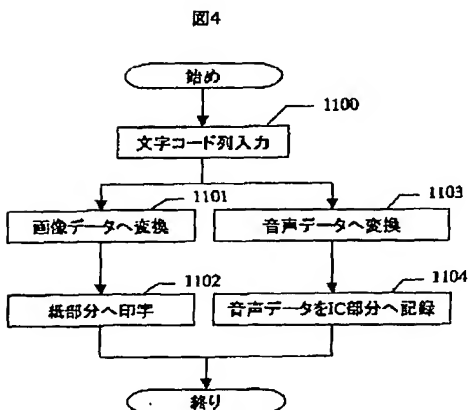 図4
始め
1100
文字コード列入力
1101
1103
画像データへ変換
音声データへ変換
1102
1104
紙部分へ印字
音声データをIC部分へ記録
終り